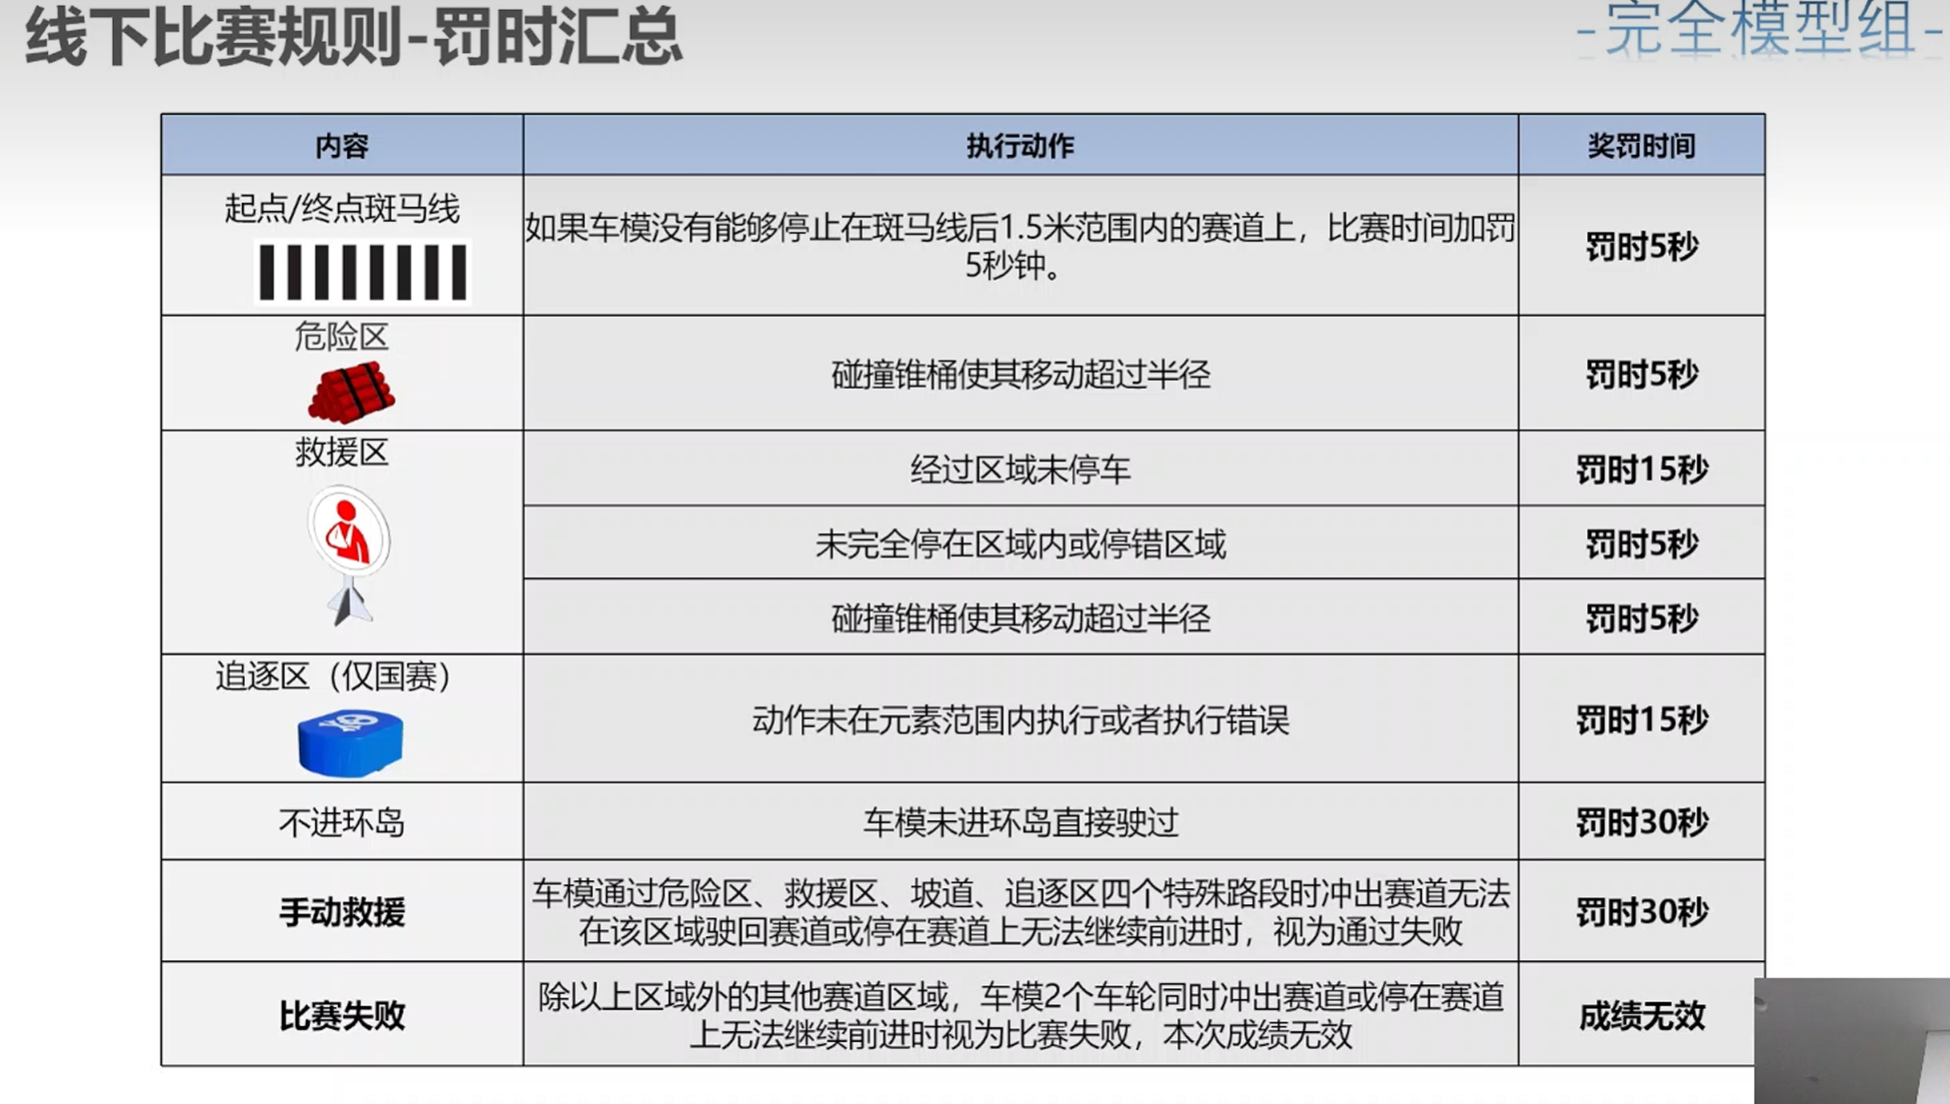 线下比赛规则-罚时汇总
-完全模型组-
内容
执行动作
奖罚时间
起点/终点斑马线
如果车模没有能够停止在斑马线后1.5米范围内的赛道上，比赛时间加罚
5秒钟。
罚时5秒
危险区
碰撞锥桶使其移动超过半径
罚时5秒
救援区
经过区域未停车
罚时15秒
未完全停在区域内或停错区域
罚时5秒
碰撞锥桶使其移动超过半径
罚时5秒
追逐区（仅国赛）
动作未在元素范围内执行或者执行错误
罚时15秒
不进环岛
车模未进环岛直接驶过
罚时30秒
手动救援
车模通过危险区、救援区、坡道、追逐区四个特殊路段时冲出赛道无法
在该区域驶回赛道或停在赛道上无法继续前进时，视为通过失败
罚时30秒
比赛失败
除以上区域外的其他赛道区域，车模2个车轮同时冲出赛道或停在赛道
上无法继续前进时视为比赛失败，本次成绩无效
成绩无效